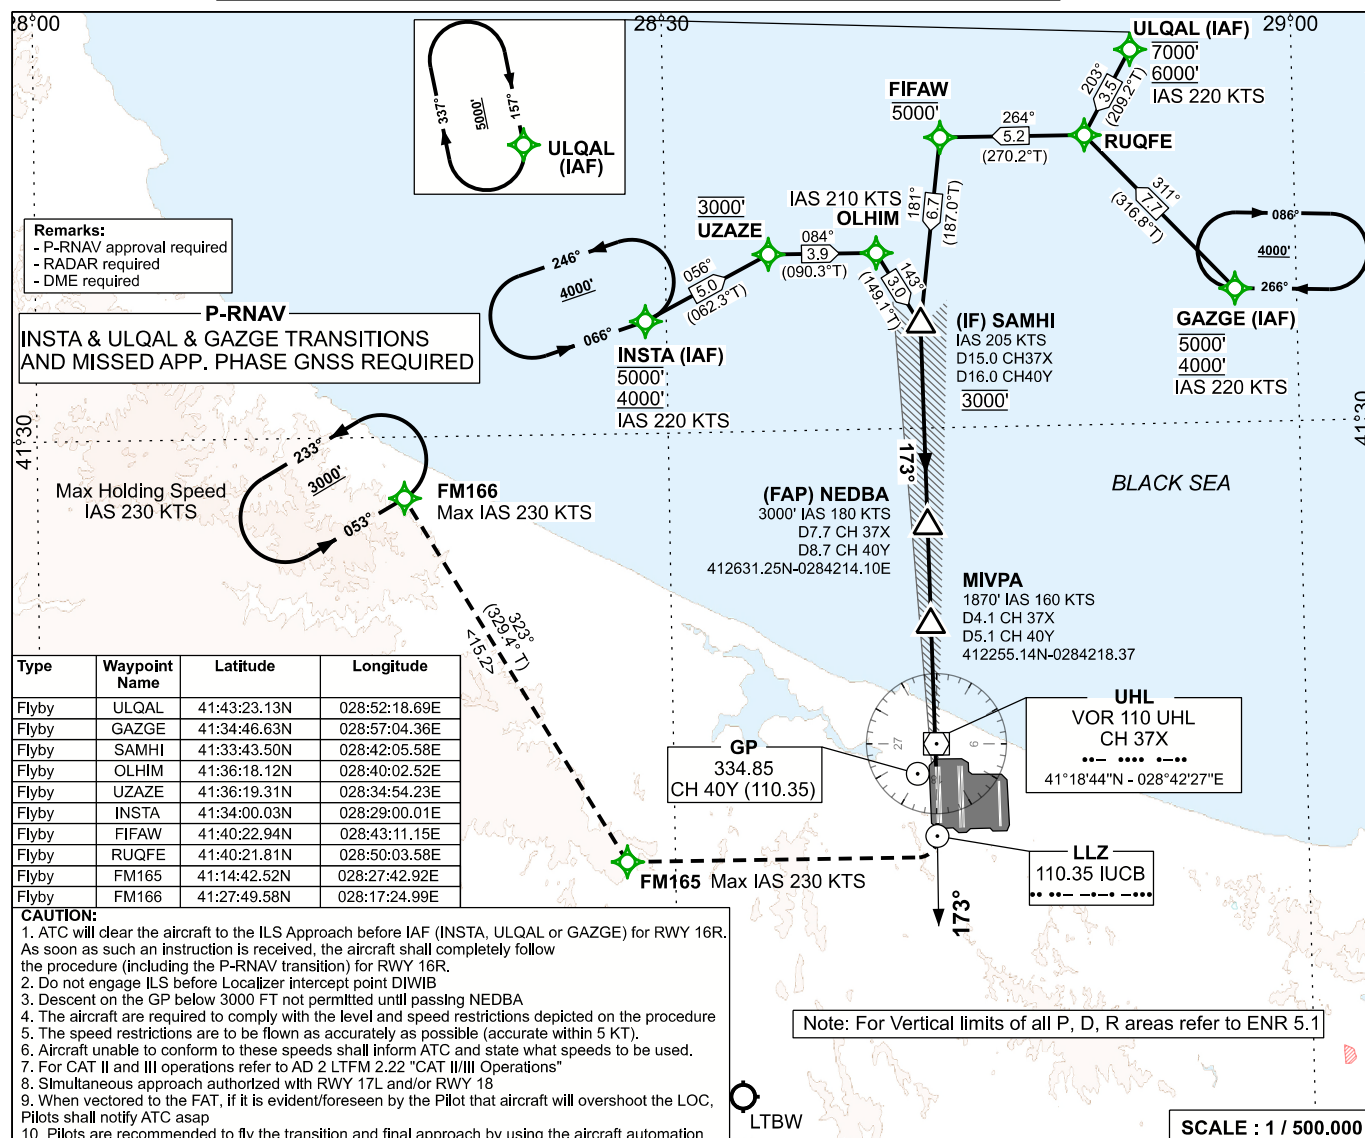 28°00'
28°30'
29°00'
ULQAL (IAF)
7000'
6000'
IAS 220 KTS
203°
3.5
(209.2°T)
FIFAW
5000'
264°
5.2
(270.2°T)
RUQFE
337°
5000'
157°
ULQAL
(IAF)
311°
7.7
(316.8°T)
086°
4000'
266°
GAZGE (IAF)
5000'
4000'
IAS 220 KTS
181°
6.7
(187.0°T)
IAS 210 KTS
OLHIM
3000'
UZAZE
084°
3.9
(090.3°T)
143°
3.0
(149.1°T)
056°
5.0
(062.3°T)
246°
4000'
066°
INSTA (IAF)
5000'
4000'
IAS 220 KTS
Remarks:
- P-RNAV approval required
- RADAR required
- DME required
P-RNAV
INSTA & ULQAL & GAZGE TRANSITIONS
AND MISSED APP. PHASE GNSS REQUIRED
(IF) SAMHI
IAS 205 KTS
D15.0 CH37X
D16.0 CH40Y
3000'
41°30'
41°30'
173°
BLACK SEA
233°
3000'
053°
Max Holding Speed
IAS 230 KTS
FM166
Max IAS 230 KTS
(FAP) NEDBA
3000' IAS 180 KTS
D7.7 CH 37X
D8.7 CH 40Y
412631.25N-0284214.10E
MIVPA
1870' IAS 160 KTS
D4.1 CH 37X
D5.1 CH 40Y
412255.14N-0284218.37
323°
(329.4° T)
<15.2>
Type Waypoint Name Latitude Longitude
Flyby ULQAL 41:43:23.13N 028:52:18.69E
Flyby GAZGE 41:34:46.63N 028:57:04.36E
Flyby SAMHI 41:33:43.50N 028:42:05.58E
Flyby OLHIM 41:36:18.12N 028:40:02.52E
Flyby UZAZE 41:36:19.31N 028:34:54.23E
Flyby INSTA 41:34:00.03N 028:29:00.01E
Flyby FIFAW 41:40:22.94N 028:43:11.15E
Flyby RUQFE 41:40:21.81N 028:50:03.58E
Flyby FM165 41:14:42.52N 028:27:42.92E
Flyby FM166 41:27:49.58N 028:17:24.99E
UHL
VOR 110 UHL
CH 37X
41°18'44"N - 028°42'27"E
27
6
GP
334.85
CH 40Y (110.35)
LLZ
110.35 IUCB
FM165 Max IAS 230 KTS
173°
CAUTION:
1. ATC will clear the aircraft to the ILS Approach before IAF (INSTA, ULQAL or GAZGE) for RWY 16R.
As soon as such an instruction is received, the aircraft shall completely follow
the procedure (including the P-RNAV transition) for RWY 16R.
2. Do not engage ILS before Localizer intercept point DIWIB
3. Descent on the GP below 3000 FT not permitted until passing NEDBA
4. The aircraft are required to comply with the level and speed restrictions depicted on the procedure
5. The speed restrictions are to be flown as accurately as possible (accurate within 5 KT).
6. Aircraft unable to conform to these speeds shall inform ATC and state what speeds to be used.
7. For CAT II and III operations refer to AD 2 LTFM 2.22 "CAT II/III Operations"
8. Simultaneous approach authorized with RWY 17L and/or RWY 18
9. When vectored to the FAT, if it is evident/foreseen by the Pilot that aircraft will overshoot the LOC,
Pilots shall notify ATC asap
10. Pilots are recommended to fly the transition and final approach by using the aircraft automation
Note: For Vertical limits of all P, D, R areas refer to ENR 5.1
LTBW
SCALE : 1 / 500.000